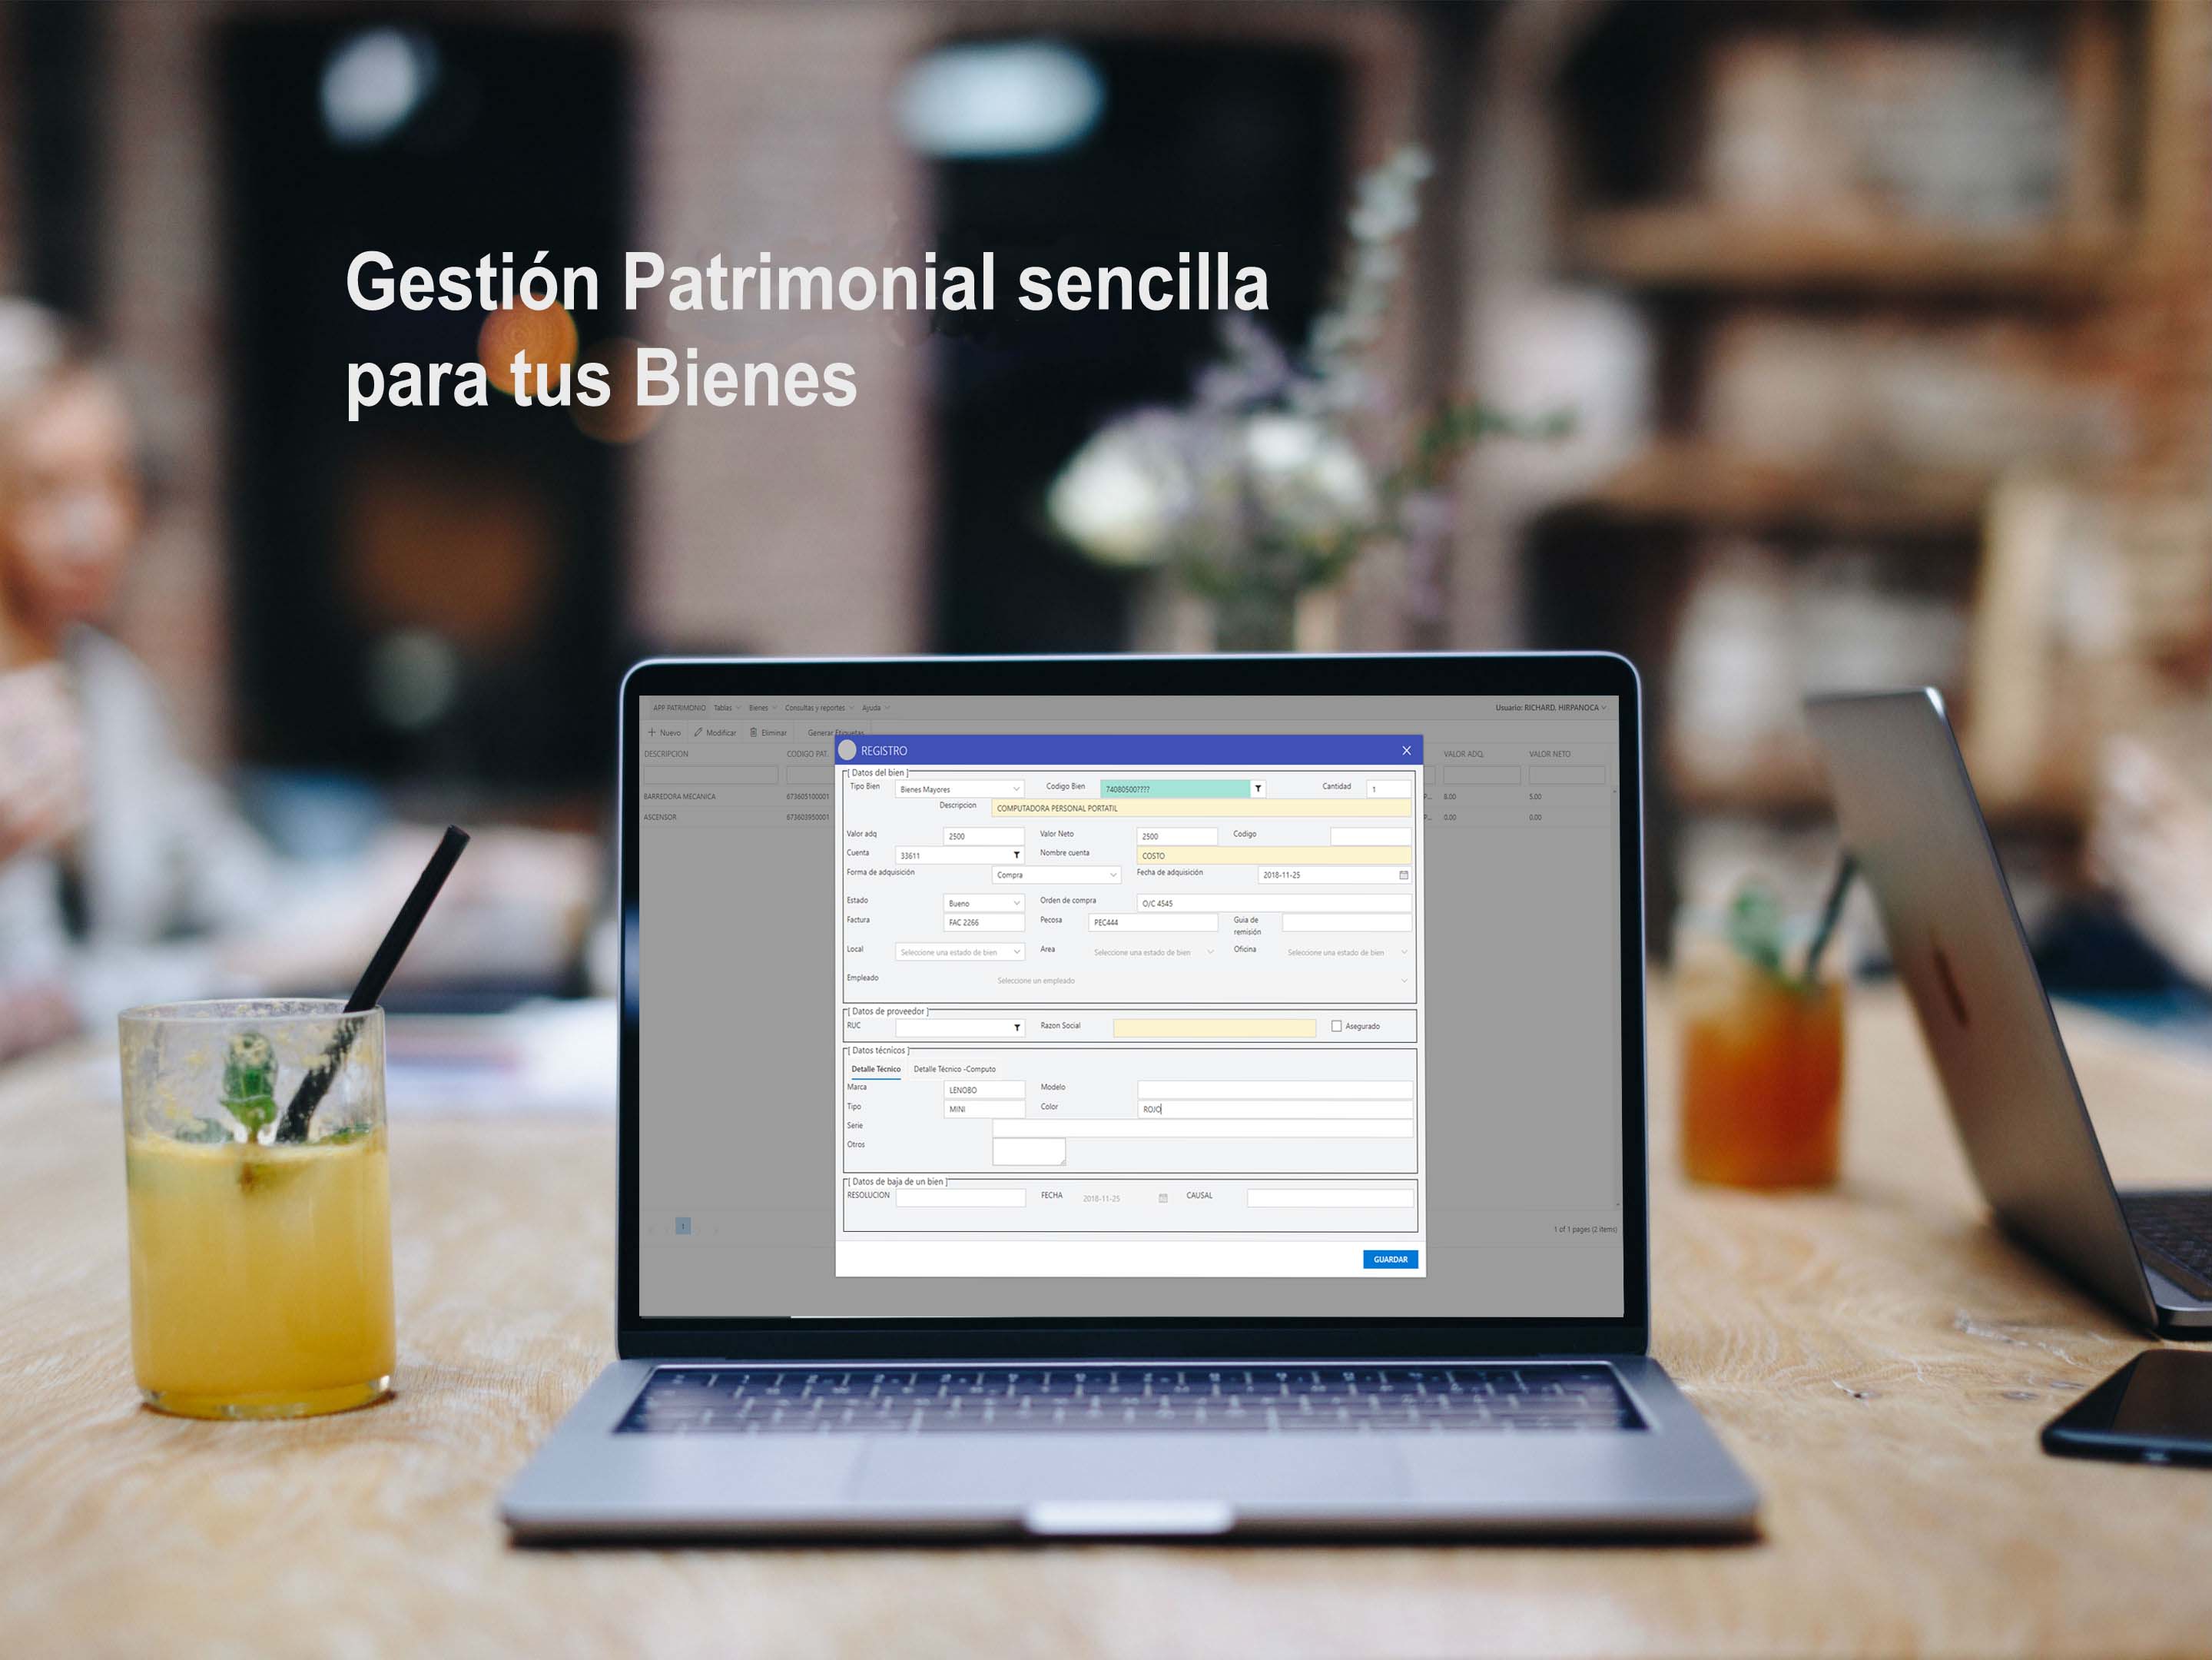 Gestión Patrimonial sencilla
para tus Bienes
APP PATRIMONIO Tablas Bienes Consultas y reportes Ayuda Usuario: RICHARD, HIRPANOCA
Nuevo Modificar Eliminar Generar Etiquetas
DESCRIPCION CODIGO PAT. VALOR ADQ. VALOR NETO
BARREDORA MECANICA 673605100001 P... 8.00 5.00
ASCENSOR 673603950001 P... 0.00 0.00
REGISTRO
[ Datos del bien ]
Tipo Bien Bienes Mayores Codigo Bien 74080500???? Cantidad 1
Descripcion COMPUTADORA PERSONAL PORTATIL
Valor adq 2500 Valor Neto 2500 Codigo
Cuenta 33611 Nombre cuenta COSTO
Forma de adquisición Compra Fecha de adquisición 2018-11-25
Estado Bueno Orden de compra O/C 4545
Factura FAC 2266 Pecosa PEC444 Guia de
remisión
Local Seleccione una estado de bien Area Seleccione una estado de bien Oficina Seleccione una estado de bien
Empleado Seleccione un empleado
[ Datos de proveedor ]
RUC Razon Social Asegurado
[ Datos técnicos ]
Detalle Técnico Detalle Técnico -Computo
Marca LENOBO Modelo
Tipo MINI Color ROJO
Serie
Otros
[ Datos de baja de un bien ]
RESOLUCION FECHA 2018-11-25 CAUSAL
1 1 of 1 pages (2 items)
GUARDAR